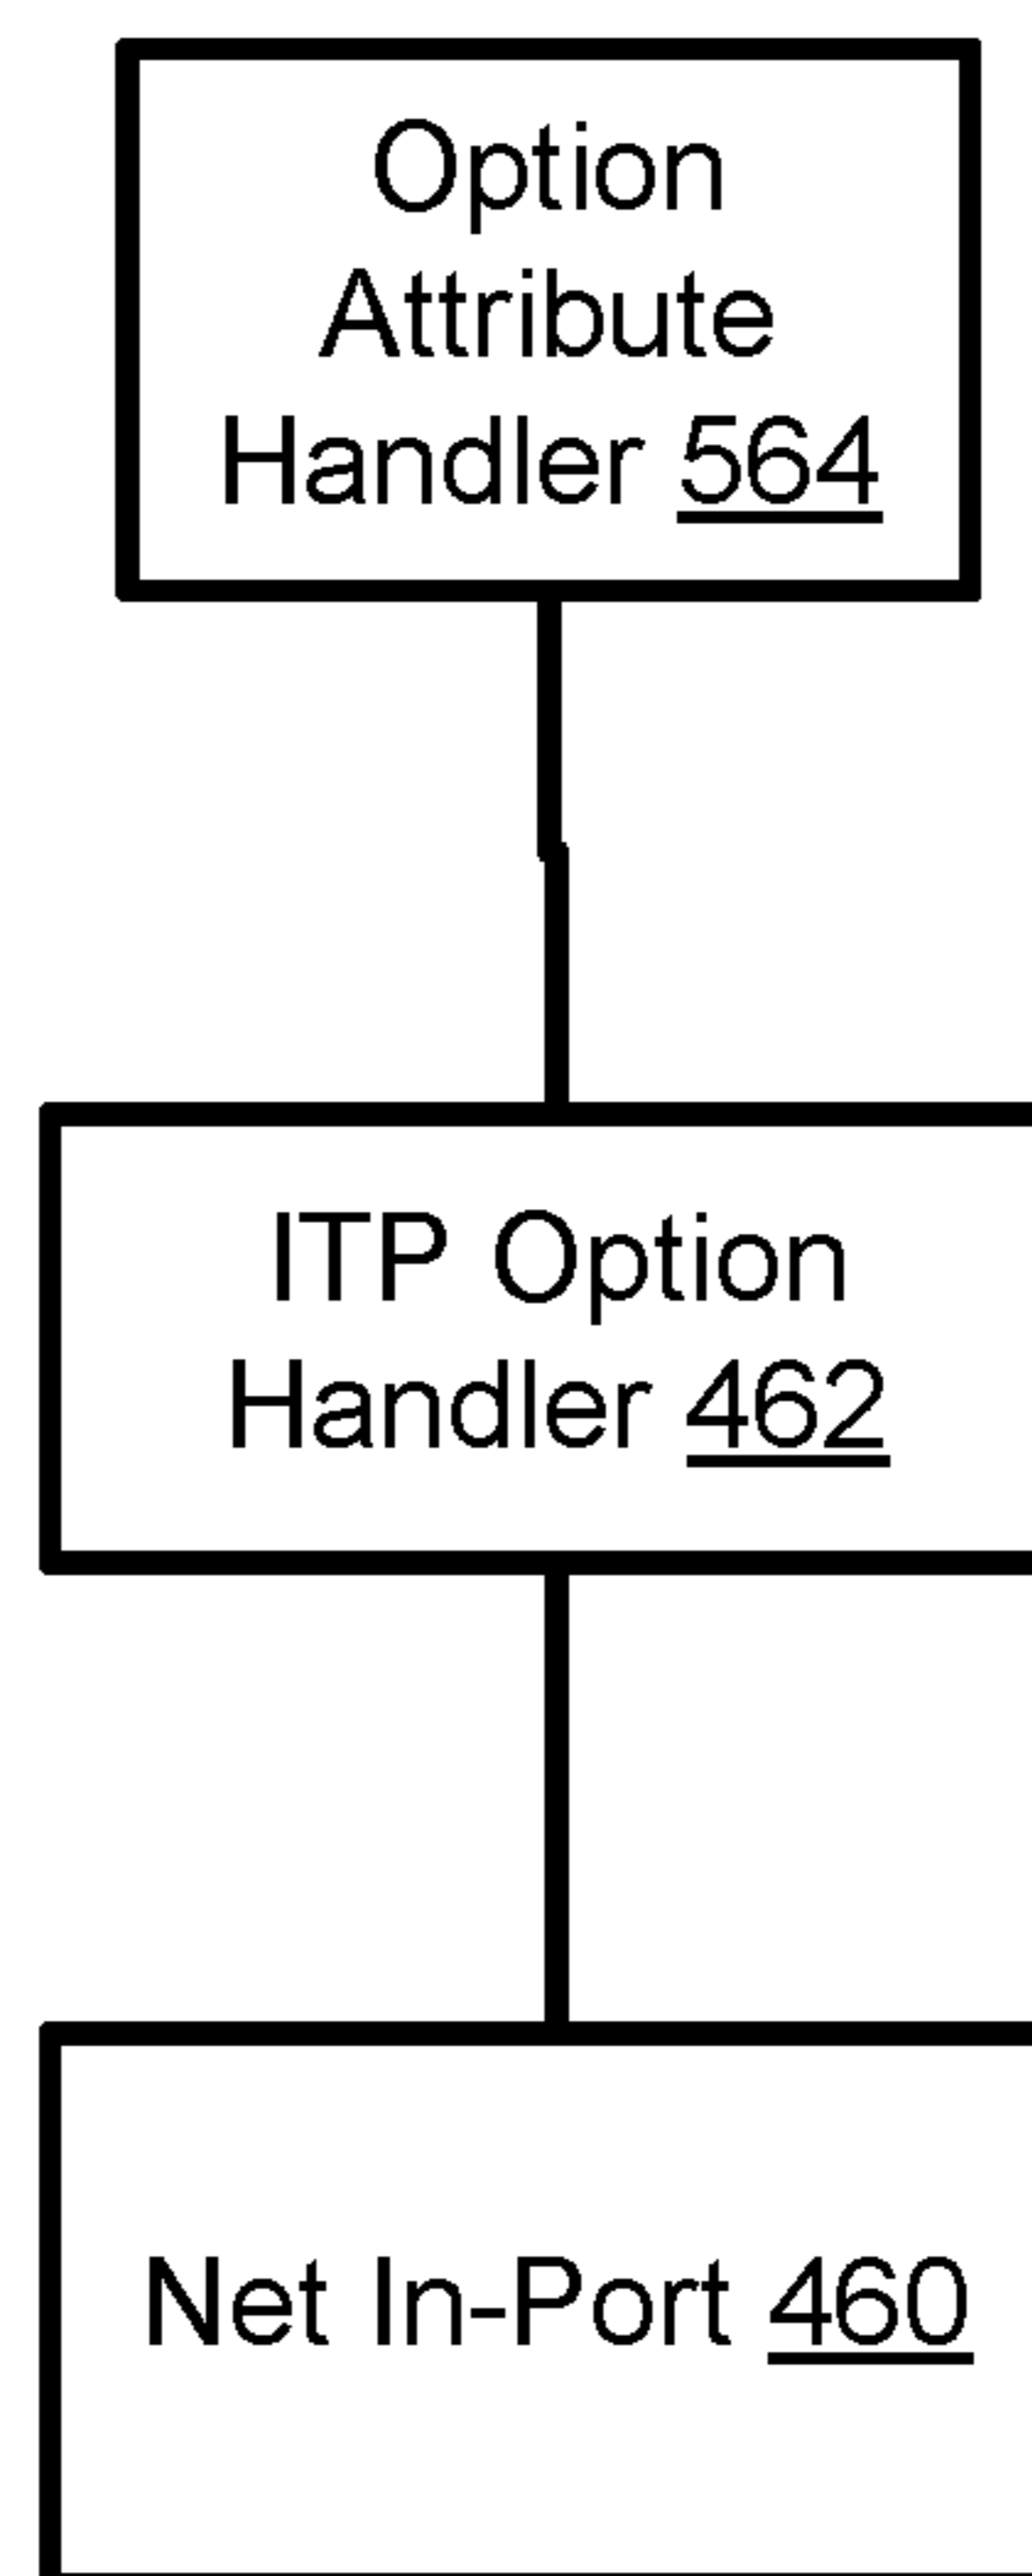 Option
Attribute
Handler 564
ITP Option
Handler 462
Net In-Port 460